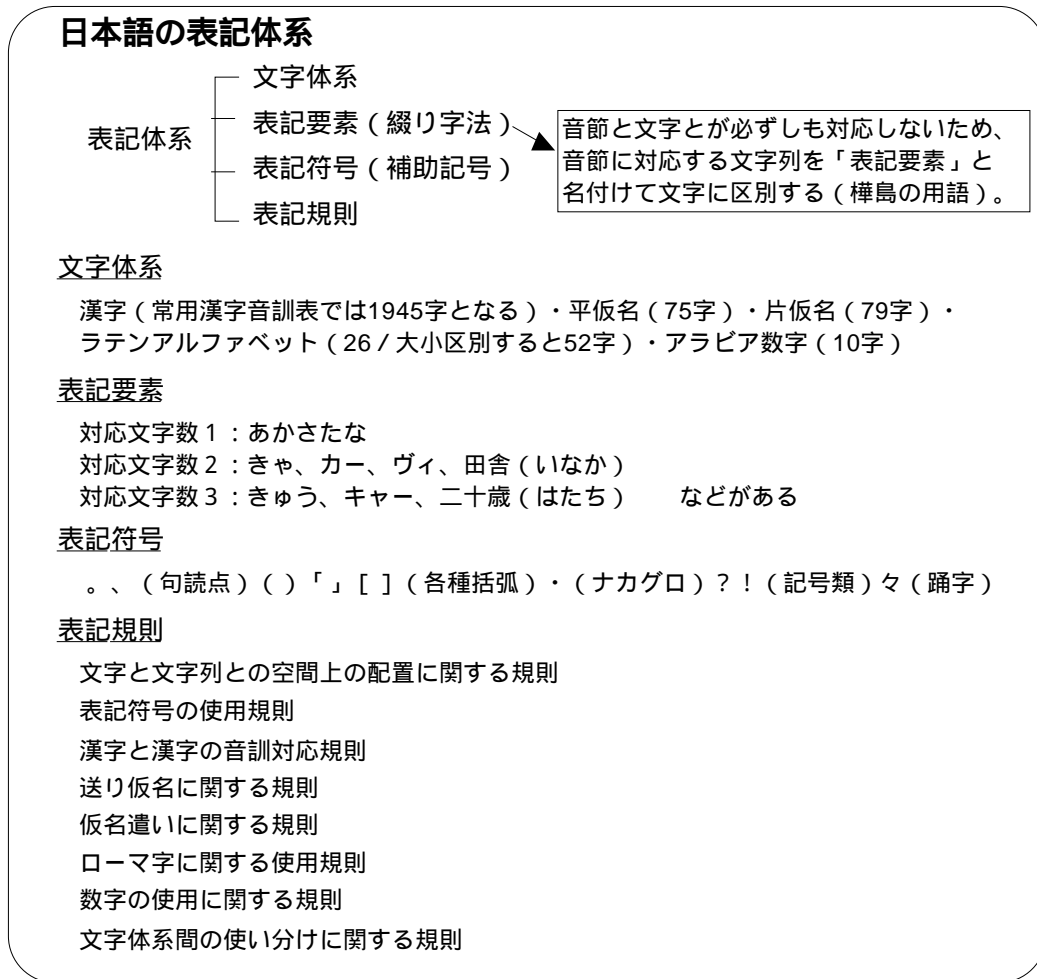 日本語の表記体系
表記体系
文字体系
表記要素（綴り字法）
表記符号（補助記号）
表記規則
音節と文字とが必ずしも対応しないため、
音節に対応する文字列を「表記要素」と
名付けて文字に区別する（樺島の用語）。
文字体系
漢字（常用漢字音訓表では1945字となる）・平仮名（75字）・片仮名（79字）・
ラテンアルファベット（26／大小区別すると52字）・アラビア数字（10字）
表記要素
対応文字数１：あかさたな
対応文字数２：きゃ、カー、ヴィ、田舎（いなか）
対応文字数３：きゅう、キャー、二十歳（はたち）　　などがある
表記符号
。、（句読点）（）「」［］（各種括弧）・（ナカグロ）？！（記号類）々（踊字）
表記規則
文字と文字列との空間上の配置に関する規則
表記符号の使用規則
漢字と漢字の音訓対応規則
送り仮名に関する規則
仮名遣いに関する規則
ローマ字に関する使用規則
数字の使用に関する規則
文字体系間の使い分けに関する規則